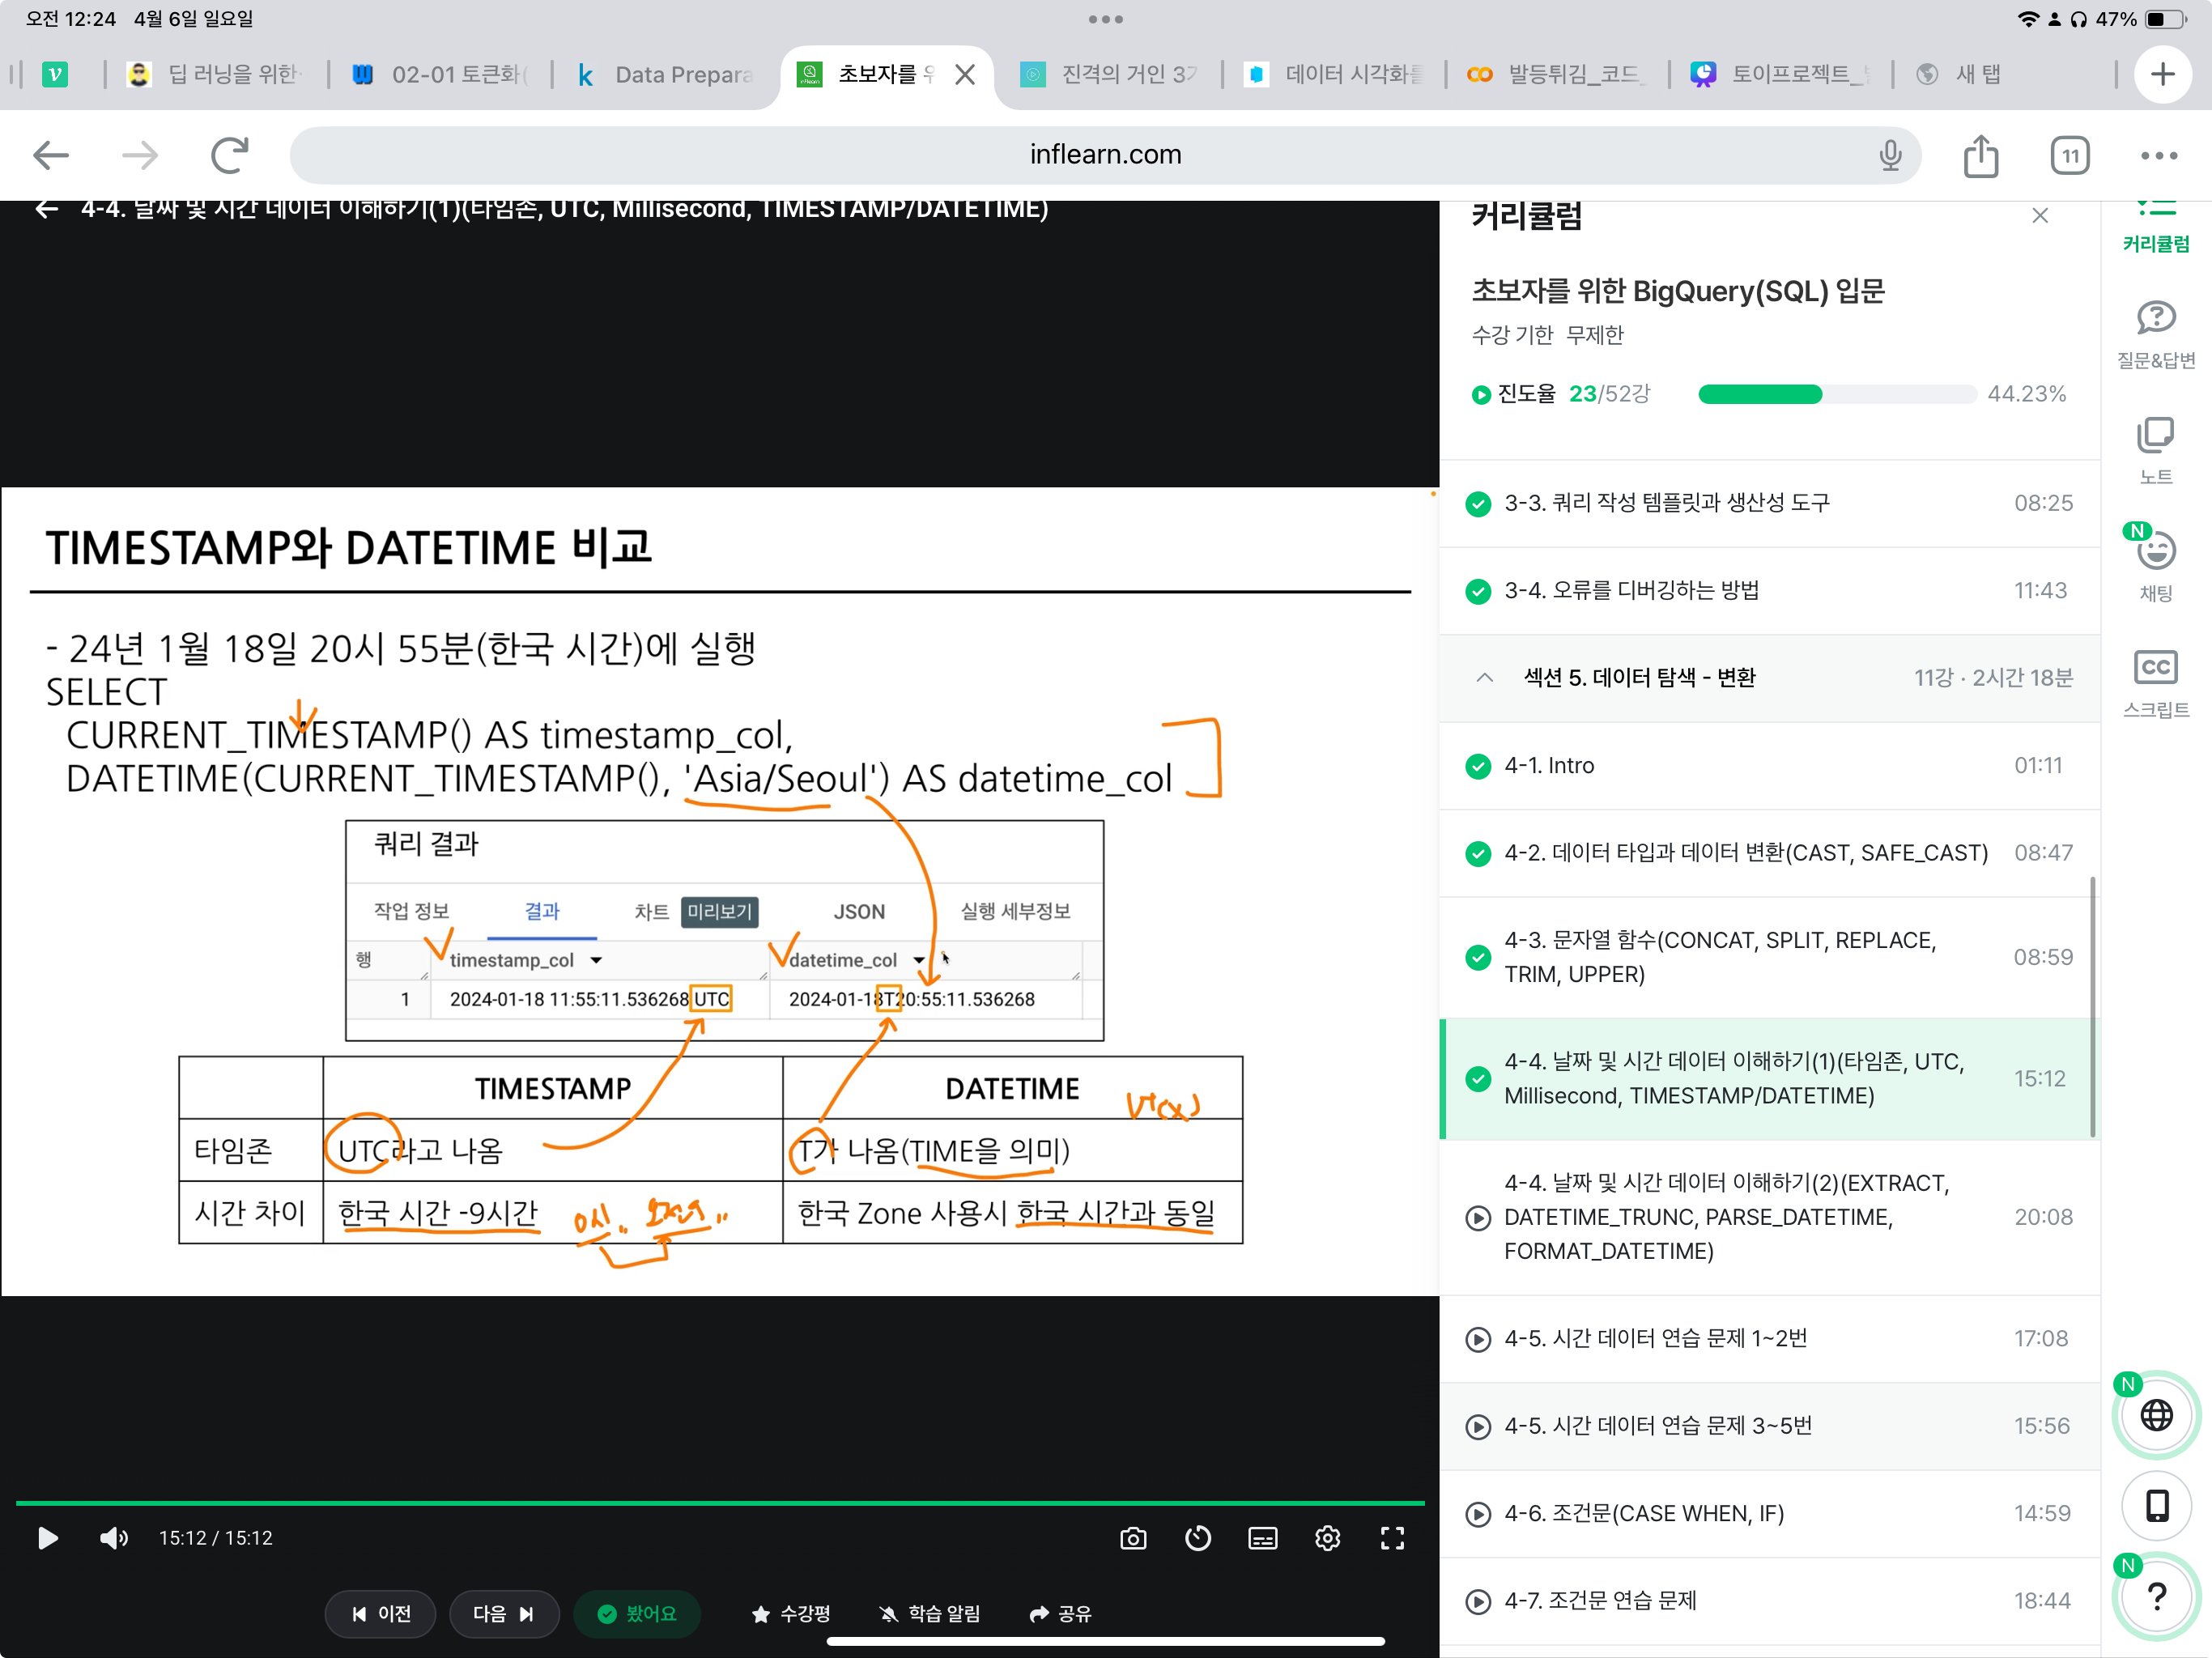 오전 12:24 4월 6일 일요일
47%
딥 러닝을 위한
02-01 토큰화(
Data Prepara
초보자를 우
진격의 거인 3기
데이터 시각화를
발등튀김_코드_
토이프로젝트_
새 탭
inflearn.com
11
4-4. 날짜 및 시간 데이터 이해하기(1)(타임존, UTC, Millisecond, TIMESTAMP/DATETIME)
TIMESTAMP와 DATETIME 비교
- 24년 1월 18일 20시 55분(한국 시간)에 실행
SELECT
CURRENT_TIMESTAMP() AS timestamp_col,
DATETIME(CURRENT_TIMESTAMP(), 'Asia/Seoul') AS datetime_col
쿼리 결과
작업 정보 결과 차트 미리보기 JSON 실행 세부정보
행 timestamp_col datetime_col
1 2024-01-18 11:55:11.536268 UTC 2024-01-18T20:55:11.536268
TIMESTAMP DATETIME
타임존 UTC라고 나옴 T가 나옴(TIME을 의미)
시간 차이 한국 시간 -9시간 한국 Zone 사용시 한국 시간과 동일
15:12 / 15:12
이전 다음 봤어요 수강평 학습 알림 공유
커리큘럼
초보자를 위한 BigQuery(SQL) 입문
수강 기한 무제한
진도율 23/52강 44.23%
3-3. 쿼리 작성 템플릿과 생산성 도구 08:25
3-4. 오류를 디버깅하는 방법 11:43
섹션 5. 데이터 탐색 - 변환 11강 · 2시간 18분
4-1. Intro 01:11
4-2. 데이터 타입과 데이터 변환(CAST, SAFE_CAST) 08:47
4-3. 문자열 함수(CONCAT, SPLIT, REPLACE,
TRIM, UPPER) 08:59
4-4. 날짜 및 시간 데이터 이해하기(1)(타임존, UTC,
Millisecond, TIMESTAMP/DATETIME) 15:12
4-4. 날짜 및 시간 데이터 이해하기(2)(EXTRACT,
DATETIME_TRUNC, PARSE_DATETIME,
FORMAT_DATETIME) 20:08
4-5. 시간 데이터 연습 문제 1~2번 17:08
4-5. 시간 데이터 연습 문제 3~5번 15:56
4-6. 조건문(CASE WHEN, IF) 14:59
4-7. 조건문 연습 문제 18:44
커리큘럼
질문&답변
N
채팅
노트
CC
스크립트
N
N
?